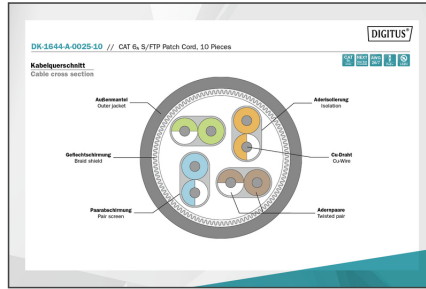 DIGITUS®
DK-1644-A-0025-10 // CAT 6A S/FTP Patch Cord, 10 Pieces
Kabelquerschnitt
Cable cross section
Außenmantel
Outer jacket
Aderisolierung
Isolation
Geflechtschirmung
Braid shield
Cu-Draht
Cu-Wire
Paarabschirmung
Pair screen
Adernpaare
Twisted pair